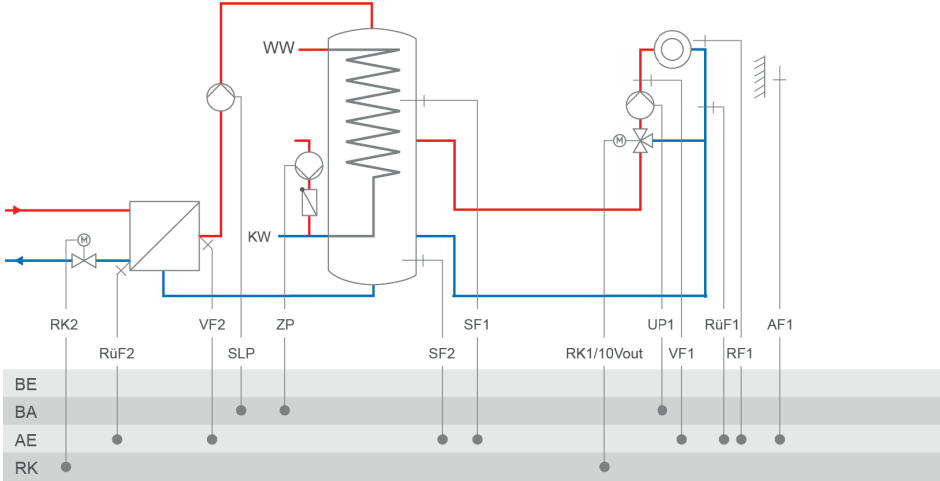 WW
M
KW
M
RK2
VF2
ZP
SF1
UP1
RüF1
AF1
RüF2
SLP
SF2
RK1/10Vout
VF1
RF1
BE
BA
AE
RK